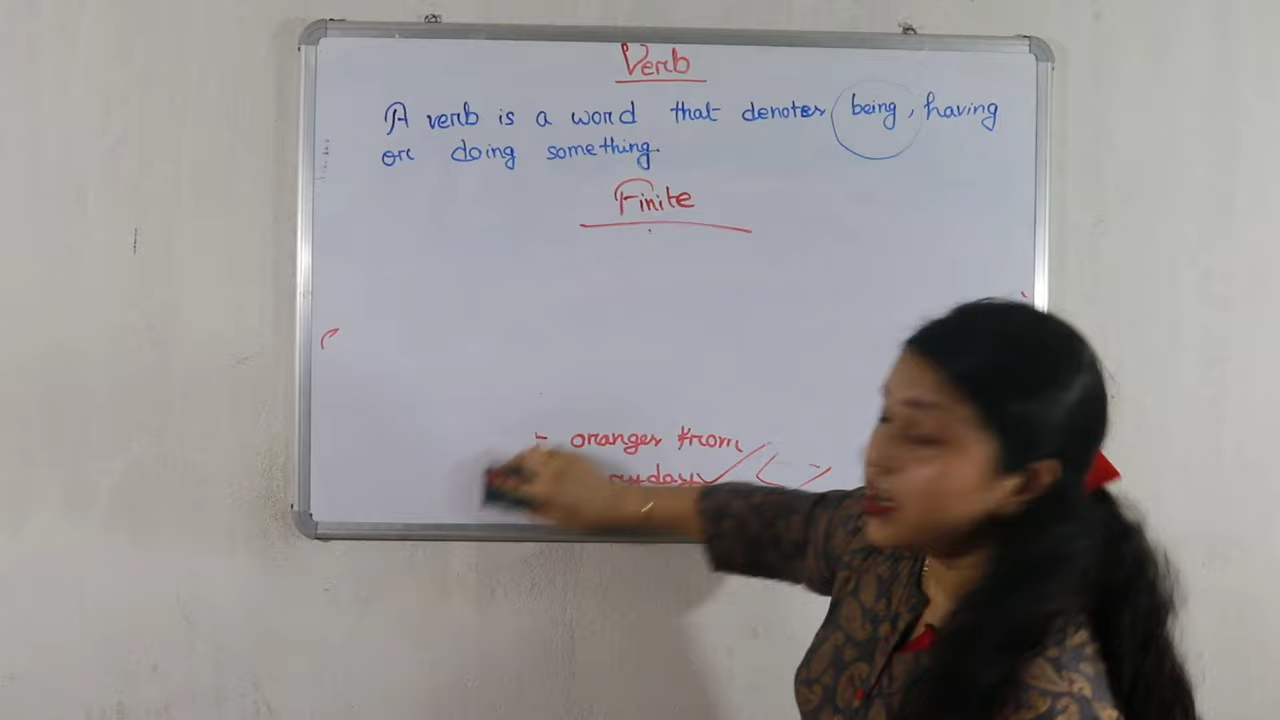 Verb
A verb is a word that denotes being, having
or doing something.
Finite
oranges from